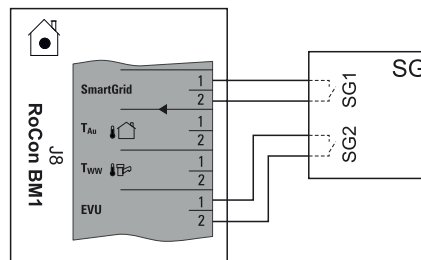 SmartGrid 1
2
T_Au 1
2
T_WW 1
2
EVU 1
2
J8
RoCon BM1
SG
SG1
SG2